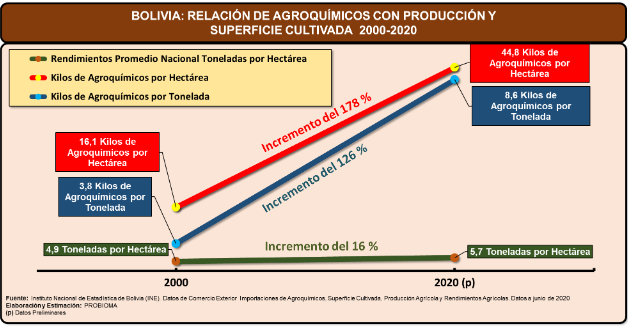 BOLIVIA: RELACIÓN DE AGROQUÍMICOS CON PRODUCCIÓN Y
SUPERFICIE CULTIVADA 2000-2020
Rendimientos Promedio Nacional Toneladas por Hectárea
Kilos de Agroquímicos por Hectárea
Kilos de Agroquímicos por Tonelada
44,8 Kilos de
Agroquímicos por
Hectárea
8,6 Kilos de
Agroquímicos por
Tonelada
Incremento del 178 %
16,1 Kilos de
Agroquímicos por
Hectárea
Incremento del 126 %
3,8 Kilos de
Agroquímicos por
Tonelada
4,9 Toneladas por Hectárea
Incremento del 16 %
5,7 Toneladas por Hectárea
2000
2020 (p)
Fuente: Instituto Nacional de Estadística de Bolivia (INE). Datos de Comercio Exterior. Imporaciones de Agroquímicos, Superficie Cultivada, Producción Agrícola y Rendimientos Agrícolas. Datos a junio de 2020
Elaboración y Estimación: PROBIOMA
(p) Datos Preliminares